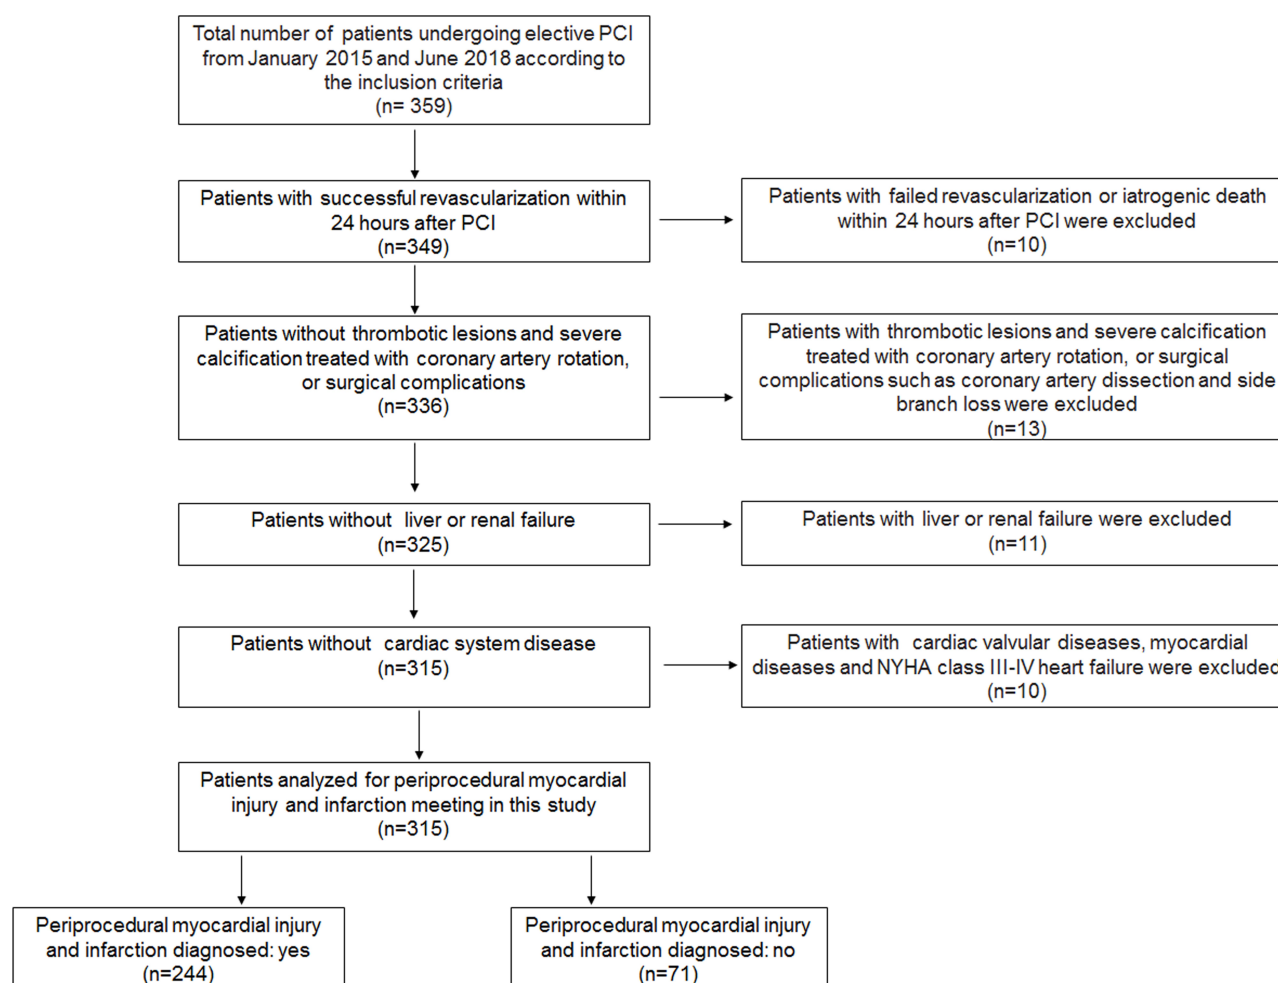 Total number of patients undergoing elective PCI
from January 2015 and June 2018 according to
the inclusion criteria
(n= 359)
Patients with successful revascularization within
24 hours after PCI
(n=349)
Patients with failed revascularization or iatrogenic death
within 24 hours after PCI were excluded
(n=10)
Patients without thrombotic lesions and severe
calcification treated with coronary artery rotation,
or surgical complications
(n=336)
Patients with thrombotic lesions and severe calcification
treated with coronary artery rotation, or surgical
complications such as coronary artery dissection and side
branch loss were excluded
(n=13)
Patients without liver or renal failure
(n=325)
Patients with liver or renal failure were excluded
(n=11)
Patients without cardiac system disease
(n=315)
Patients with cardiac valvular diseases, myocardial
diseases and NYHA class III-IV heart failure were excluded
(n=10)
Patients analyzed for periprocedural myocardial
injury and infarction meeting in this study
(n=315)
Periprocedural myocardial injury
and infarction diagnosed: yes
(n=244)
Periprocedural myocardial injury
and infarction diagnosed: no
(n=71)